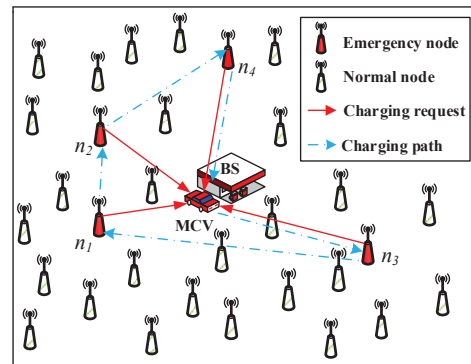 Emergency node
Normal node
Charging request
Charging path
n4
n2
BS
MCV
n1
n3